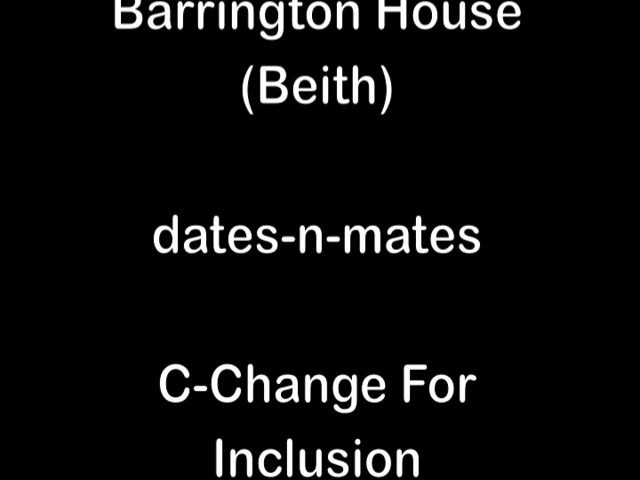 Barrington House
(Beith)
dates-n-mates
C-Change For
Inclusion